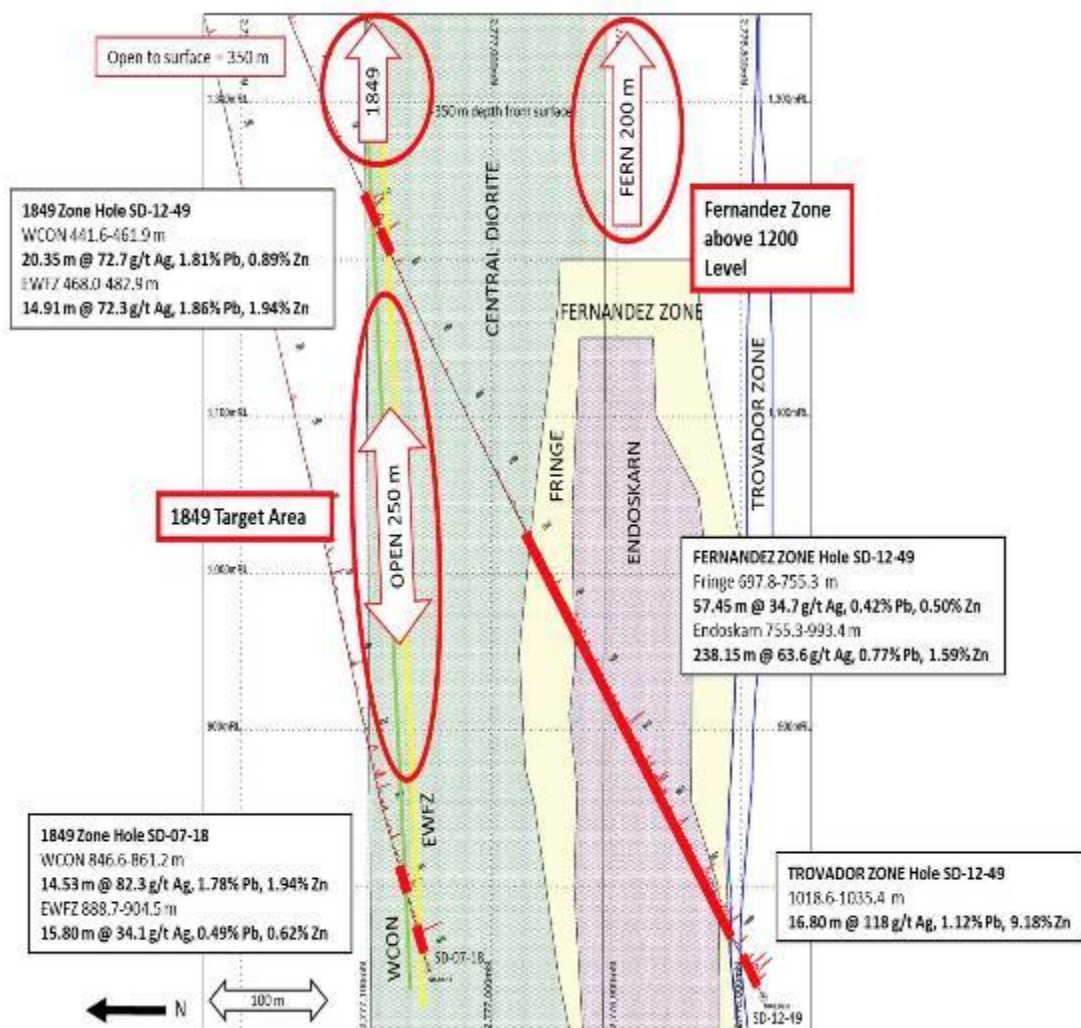 Open to surface = 350 m
1849
FERN 200 m
350 m depth from surface
CENTRAL DIORITE
1849 Zone Hole SD-12-49
WCON 441.6-461.9 m
20.35 m @ 72.7 g/t Ag, 1.81% Pb, 0.89% Zn
EWFZ 468.0-482.9 m
14.91 m @ 72.3 g/t Ag, 1.86% Pb, 1.94% Zn
Fernandez Zone
above 1200
Level
FERNANDEZ ZONE
TROVADOR ZONE
FRINGE
ENDOSKARN
OPEN 250 m
1849 Target Area
FERNANDEZ ZONE Hole SD-12-49
Fringe 697.8-755.3 m
57.45 m @ 34.7 g/t Ag, 0.42% Pb, 0.50% Zn
Endoskarn 755.3-993.4 m
238.15 m @ 63.6 g/t Ag, 0.77% Pb, 1.59% Zn
EWFZ
1849 Zone Hole SD-07-18
WCON 846.6-861.2 m
14.53 m @ 82.3 g/t Ag, 1.78% Pb, 1.94% Zn
EWFZ 888.7-904.5 m
15.80 m @ 34.1 g/t Ag, 0.49% Pb, 0.62% Zn
TROVADOR ZONE Hole SD-12-49
1018.6-1035.4 m
16.80 m @ 118 g/t Ag, 1.12% Pb, 9.18% Zn
WCON
SD-07-18
N
100 m
SD-12-49